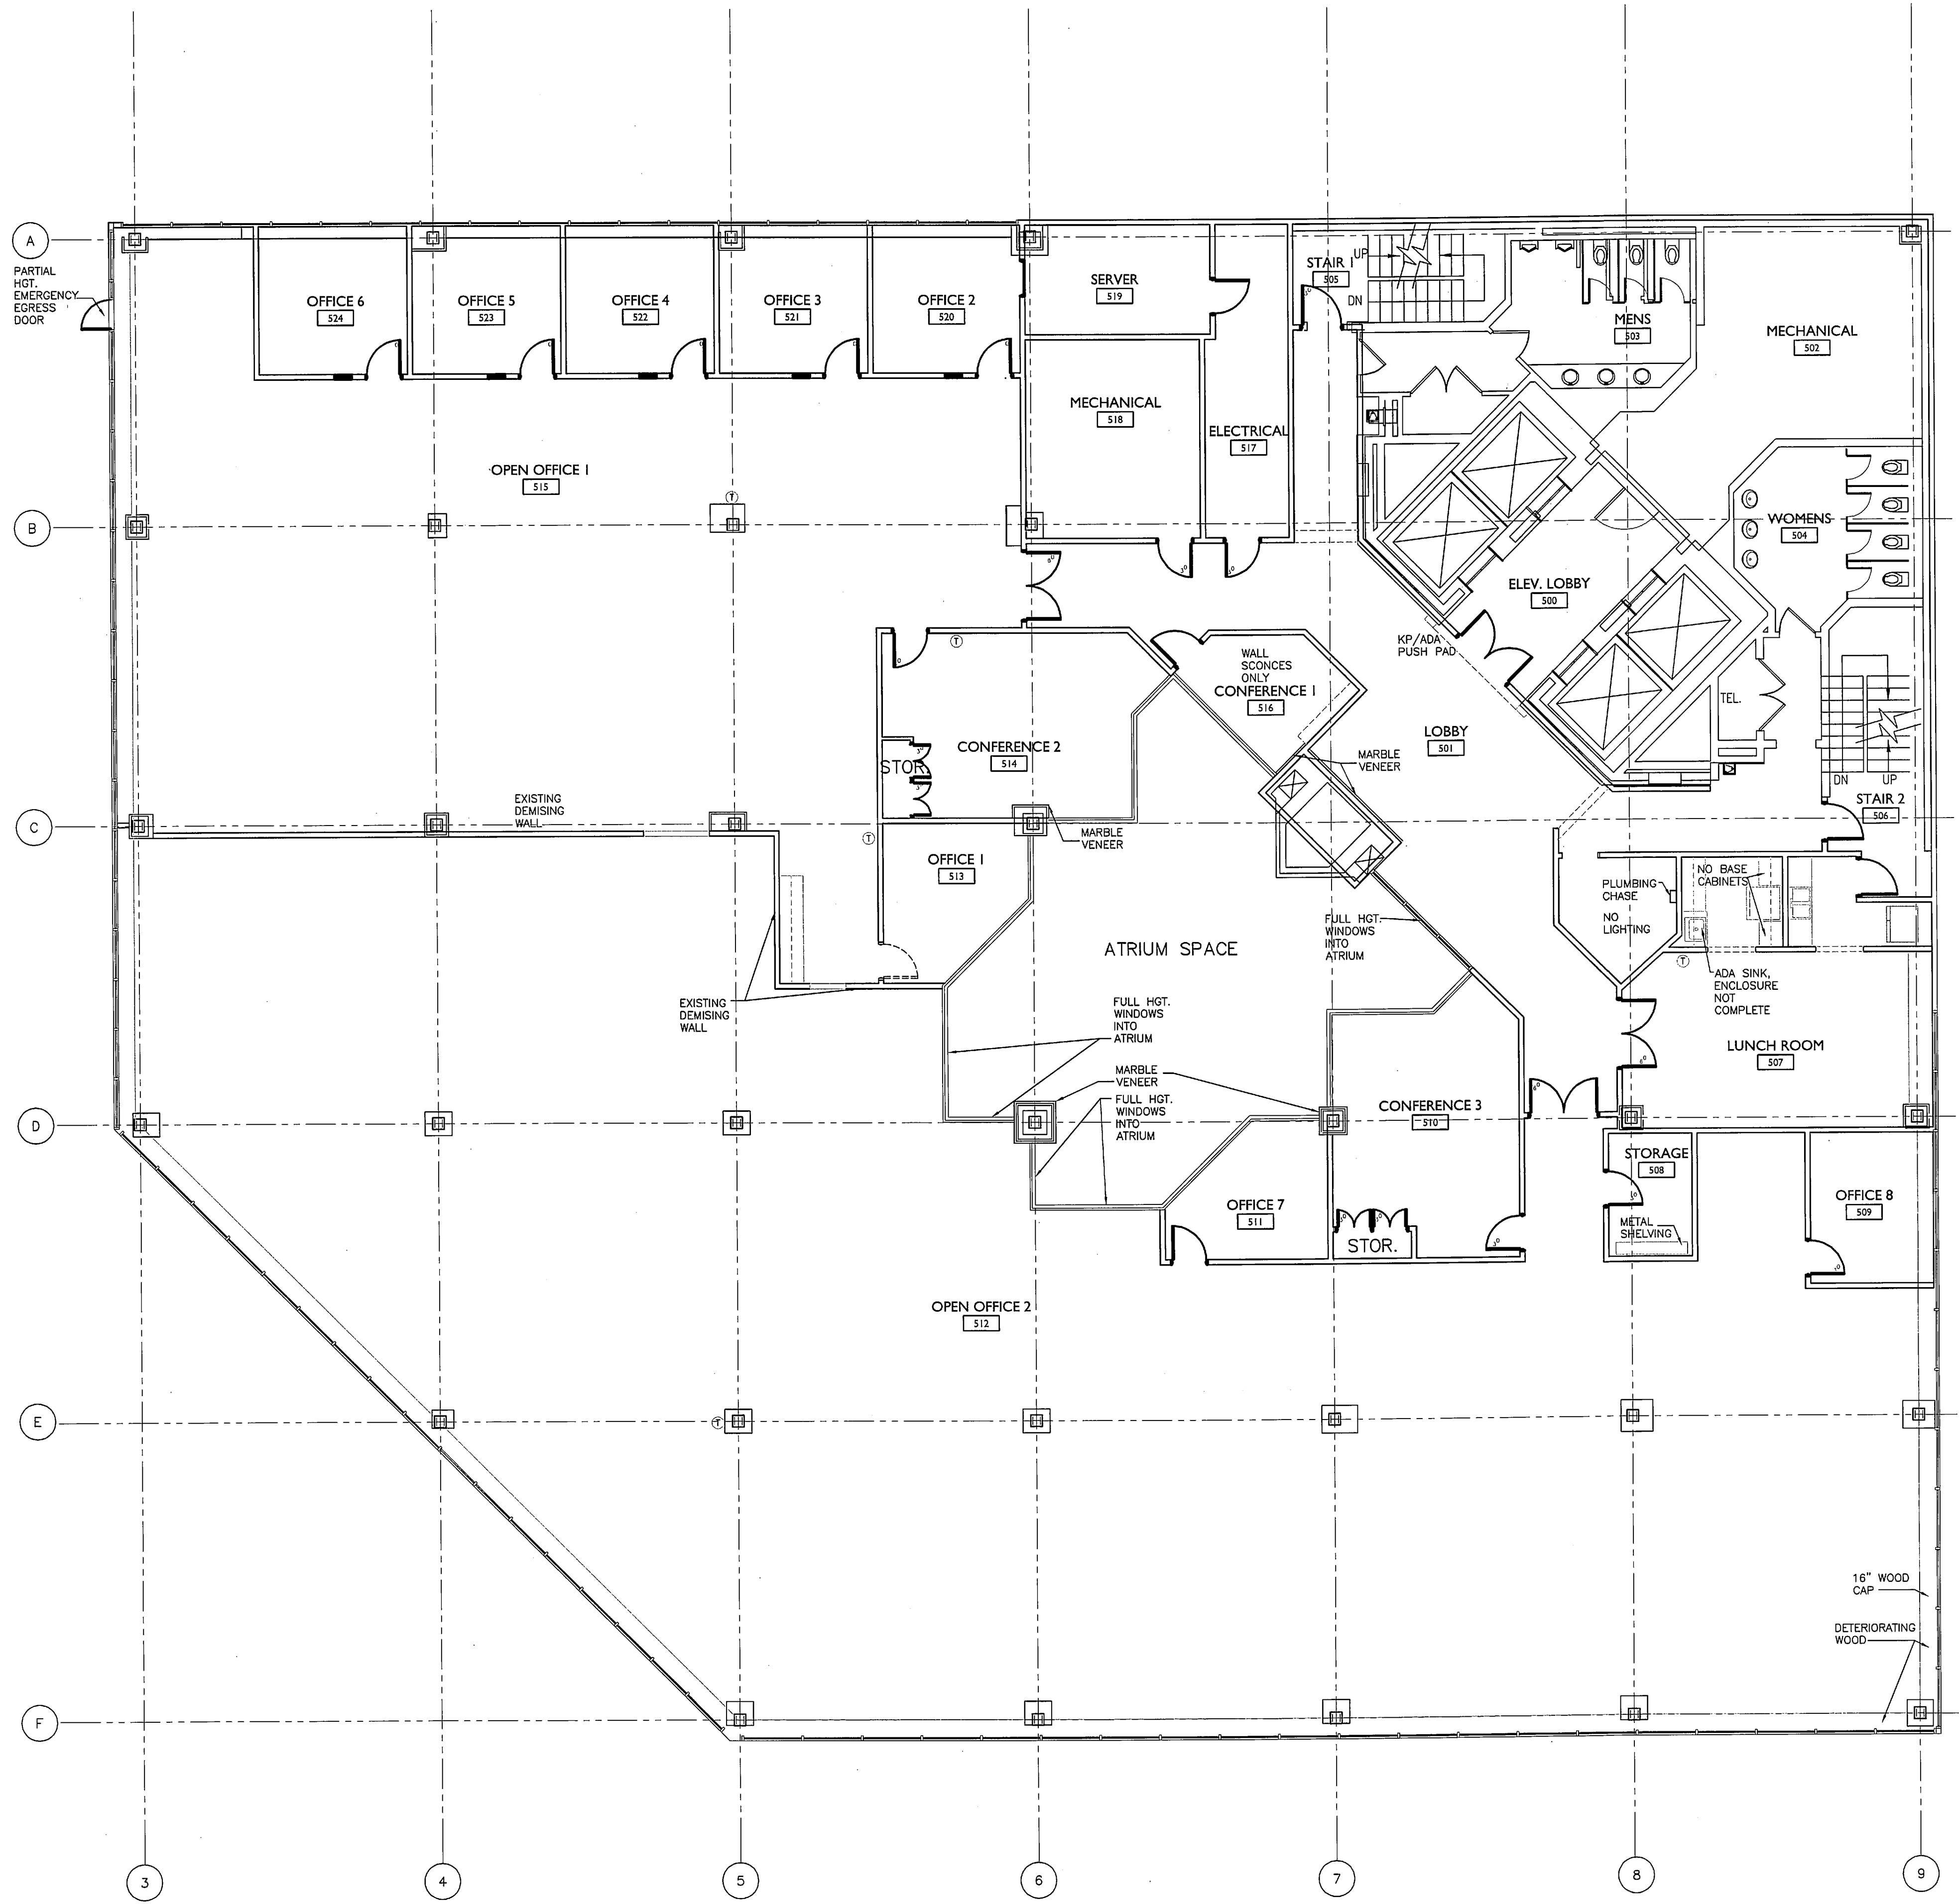 A
PARTIAL
HGT.
EMERGENCY
EGRESS
DOOR
OFFICE 6
524
OFFICE 5
523
OFFICE 4
522
OFFICE 3
521
OFFICE 2
520
SERVER
519
STAIR 1
505
UP
DN
MENS
503
MECHANICAL
502
MECHANICAL
518
ELECTRICAL
517
OPEN OFFICE 1
515
T
B
WOMENS
504
ELEV. LOBBY
500
KP/ADA
PUSH PAD
T
WALL
SCONCES
ONLY
CONFERENCE 1
516
TEL.
LOBBY
501
CONFERENCE 2
514
STOR.
MARBLE
VENEER
DN
UP
STAIR 2
506
EXISTING
DEMISING
WALL
C
T
MARBLE
VENEER
OFFICE 1
513
PLUMBING
CHASE
NO
LIGHTING
NO BASE
CABINETS
FULL HGT.
WINDOWS
INTO
ATRIUM
ATRIUM SPACE
T
ADA SINK,
ENCLOSURE
NOT
COMPLETE
EXISTING
DEMISING
WALL
FULL HGT.
WINDOWS
INTO
ATRIUM
LUNCH ROOM
507
MARBLE
VENEER
FULL HGT.
WINDOWS
INTO
ATRIUM
CONFERENCE 3
510
D
STORAGE
508
METAL
SHELVING
OFFICE 8
509
OFFICE 7
511
STOR.
OPEN OFFICE 2
512
E
T
16" WOOD
CAP
DETERIORATING
WOOD
F
3
4
5
6
7
8
9